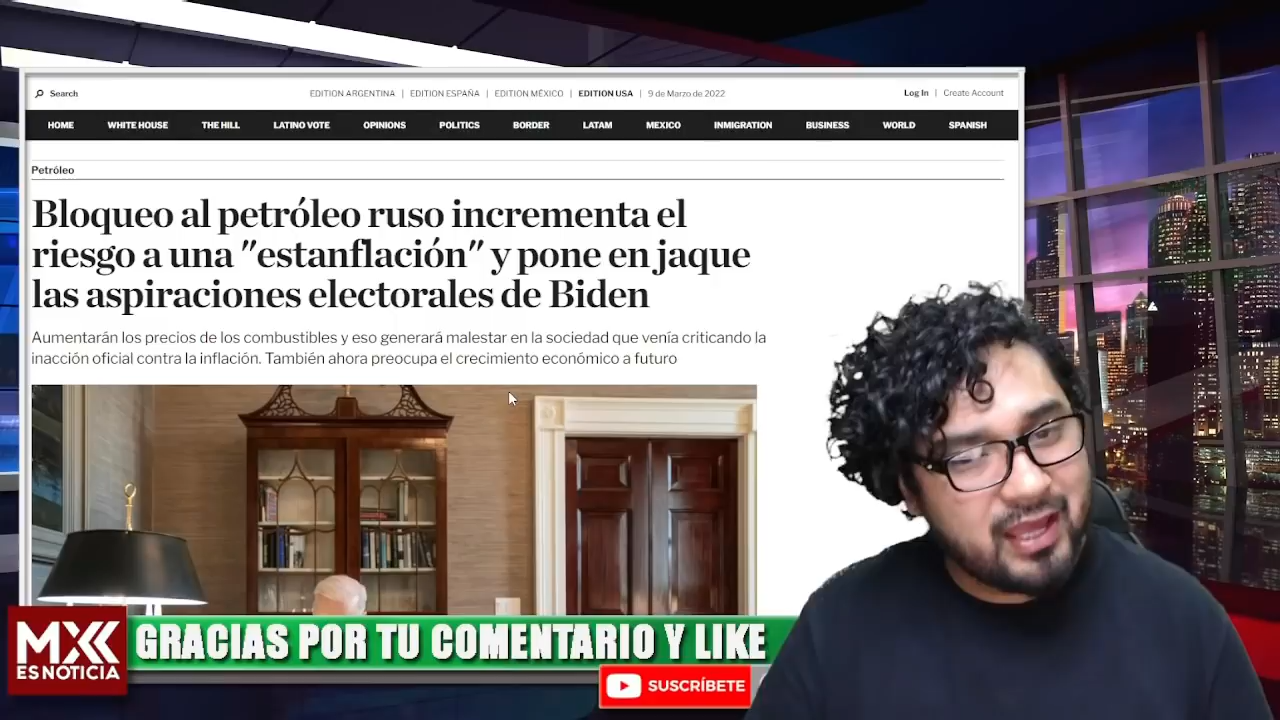 Search
EDITION ARGENTINA | EDITION ESPAÑA | EDITION MÉXICO | EDITION USA | 9 de Marzo de 2022
Log In | Create Account
HOME WHITE HOUSE THE HILL LATINO VOTE OPINIONS POLITICS BORDER LATAM MEXICO INMIGRATION BUSINESS WORLD SPANISH
Petróleo
Bloqueo al petróleo ruso incrementa el
riesgo a una "estanflación" y pone en jaque
las aspiraciones electorales de Biden
Aumentarán los precios de los combustibles y eso generará malestar en la sociedad que venía criticando la
inacción oficial contra la inflación. También ahora preocupa el crecimiento económico a futuro
MX
ES NOTICIA
GRACIAS POR TU COMENTARIO Y LIKE
SUSCRÍBETE